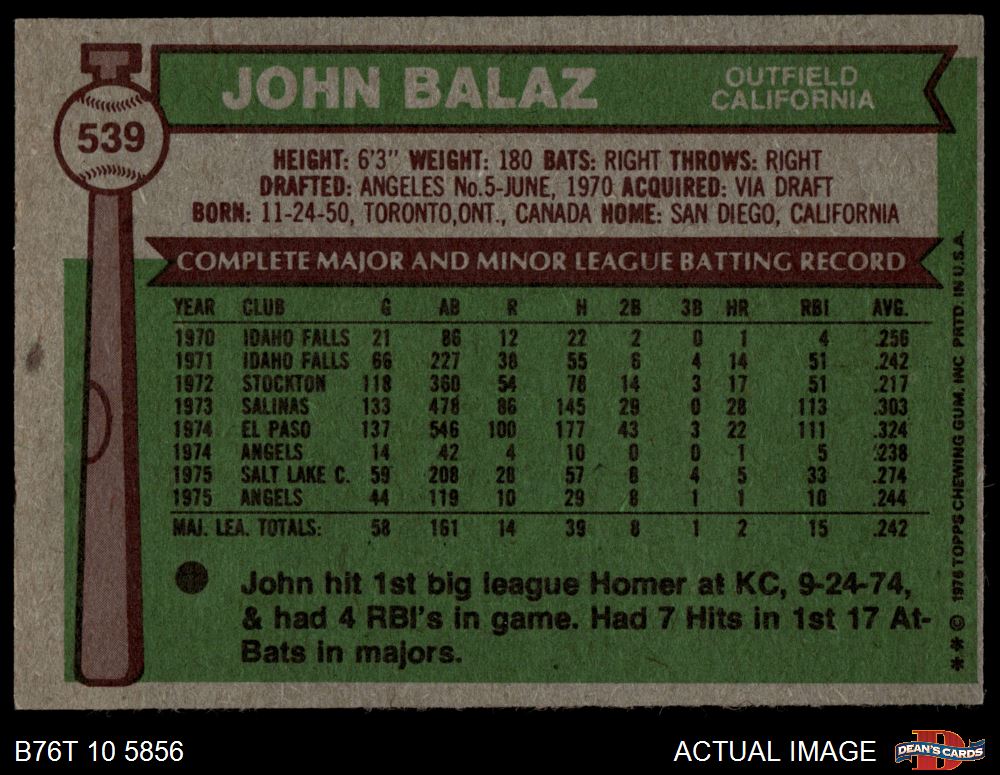 JOHN BALAZ
OUTFIELD
CALIFORNIA
539
HEIGHT: 6'3" WEIGHT: 180 BATS: RIGHT THROWS: RIGHT
DRAFTED: ANGELES No.5-JUNE, 1970 ACQUIRED: VIA DRAFT
BORN: 11-24-50, TORONTO,ONT., CANADA HOME: SAN DIEGO, CALIFORNIA
COMPLETE MAJOR AND MINOR LEAGUE BATTING RECORD
YEAR CLUB G AB R H 2B 3B HR RBI AVG.
1970 IDAHO FALLS 21 86 12 22 2 0 1 4 .256
1971 IDAHO FALLS 66 227 38 55 6 4 14 51 .242
1972 STOCKTON 118 360 54 78 14 3 17 51 .217
1973 SALINAS 133 478 86 145 29 0 28 113 .303
1974 EL PASO 137 546 100 177 43 3 22 111 .324
1974 ANGELS 14 42 4 10 0 0 1 5 .238
1975 SALT LAKE C. 59 208 28 57 8 4 5 33 .274
1975 ANGELS 44 119 10 29 8 1 1 10 .244
MAJ. LEA. TOTALS: 58 161 14 39 8 1 2 15 .242
John hit 1st big league Homer at KC, 9-24-74,
& had 4 RBI's in game. Had 7 Hits in 1st 17 At-
Bats in majors.
** © 1976 TOPPS CHEWING GUM, INC PRTD. IN U.S.A.
B76T 10 5856
ACTUAL IMAGE
DEAN'S CARDS